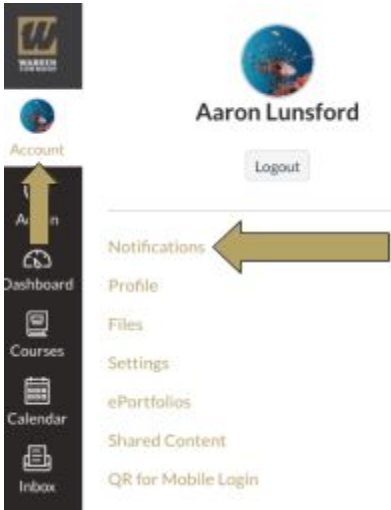 W
WARREN
Account
Dashboard
Courses
Calendar
Inbox
Aaron Lunsford
Logout
Notifications
Profile
Files
Settings
ePortfolios
Shared Content
QR for Mobile Login